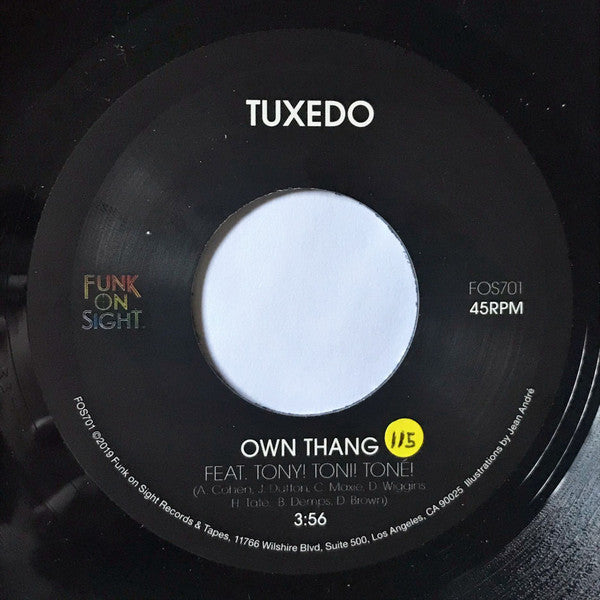 TUXEDO
FUNK
ON
SIGHT.
FOS701
45RPM
OWN THANG
115
FEAT. TONY! TONI! TONÉ!
(A. Cohen, J. Dutton, C. Maxie, D. Wiggins
H. Tate, B. Demps, D. Brown)
3:56
FOS701 ©2019 Funk on Sight Records & Tapes, 11766 Wilshire Blvd, Suite 500, Los Angeles, CA 90025 Illustrations by Jean André